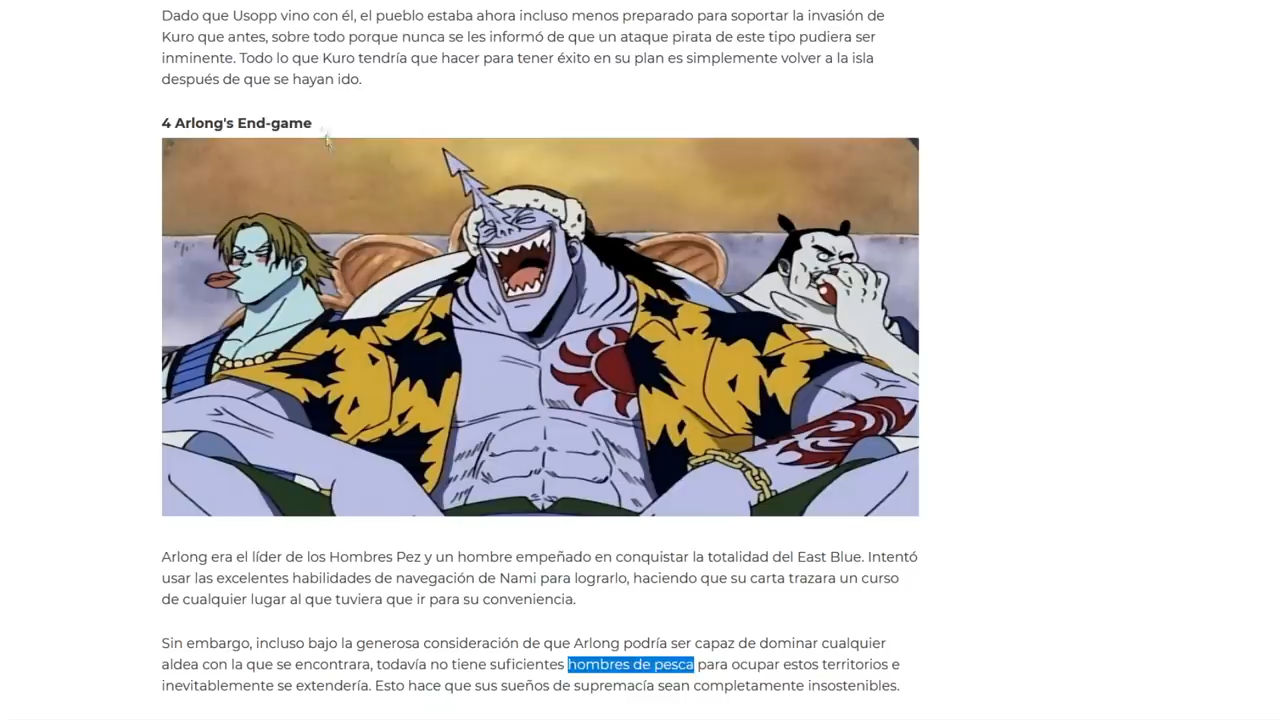 Dado que Usopp vino con él, el pueblo estaba ahora incluso menos preparado para soportar la invasión de
Kuro que antes, sobre todo porque nunca se les informó de que un ataque pirata de este tipo pudiera ser
inminente. Todo lo que Kuro tendría que hacer para tener éxito en su plan es simplemente volver a la isla
después de que se hayan ido.
4 Arlong's End-game
Arlong era el líder de los Hombres Pez y un hombre empeñado en conquistar la totalidad del East Blue. Intentó
usar las excelentes habilidades de navegación de Nami para lograrlo, haciendo que su carta trazara un curso
de cualquier lugar al que tuviera que ir para su conveniencia.
Sin embargo, incluso bajo la generosa consideración de que Arlong podría ser capaz de dominar cualquier
aldea con la que se encontrara, todavía no tiene suficientes hombres de pesca para ocupar estos territorios e
inevitablemente se extendería. Esto hace que sus sueños de supremacía sean completamente insostenibles.